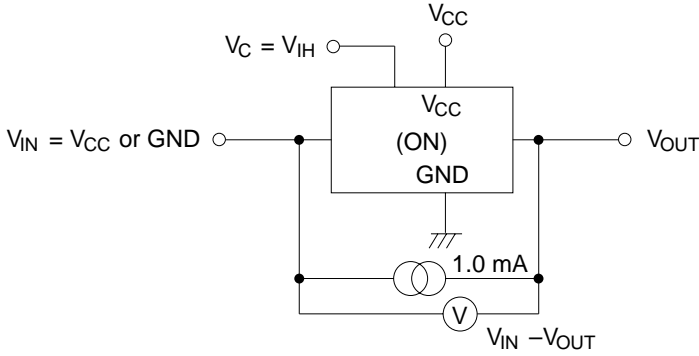 VCC
VC = VIH
VIN = VCC or GND
VCC
(ON)
GND
VOUT
1.0 mA
V
VIN –VOUT